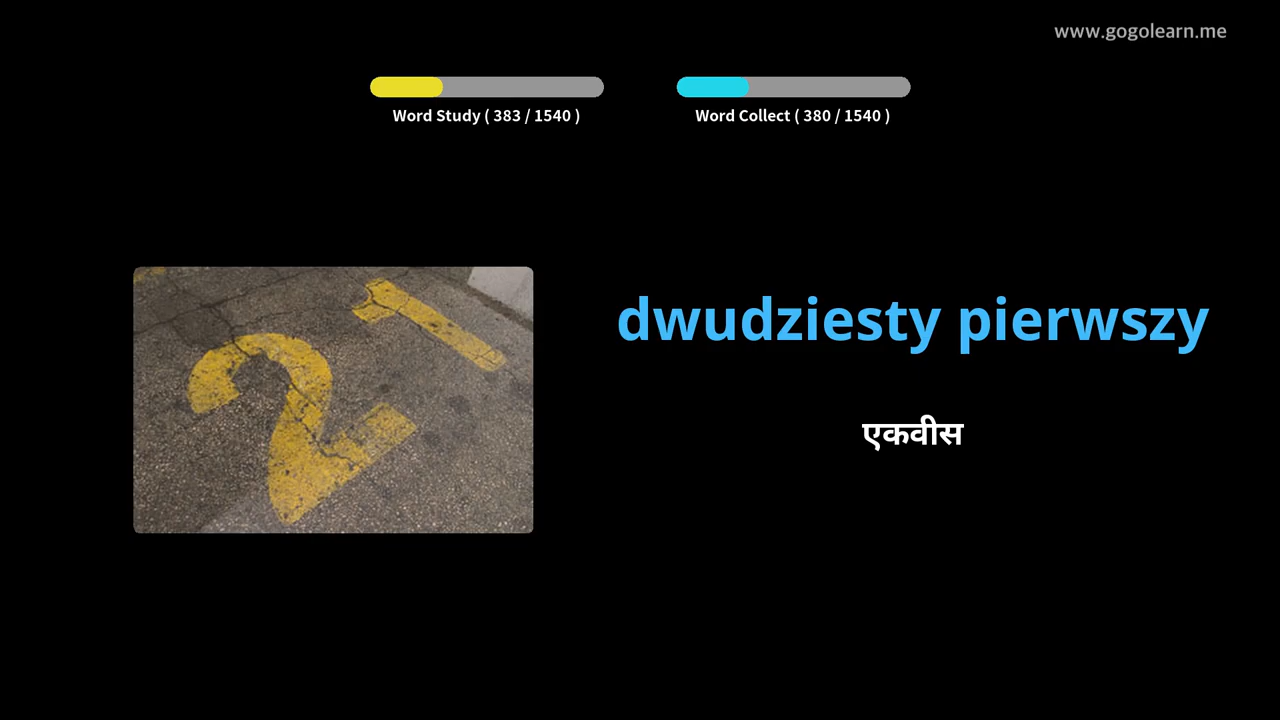 www.gogolearn.me
Word Study ( 383 / 1540 )
Word Collect ( 380 / 1540 )
21
dwudziesty pierwszy
एकवीस